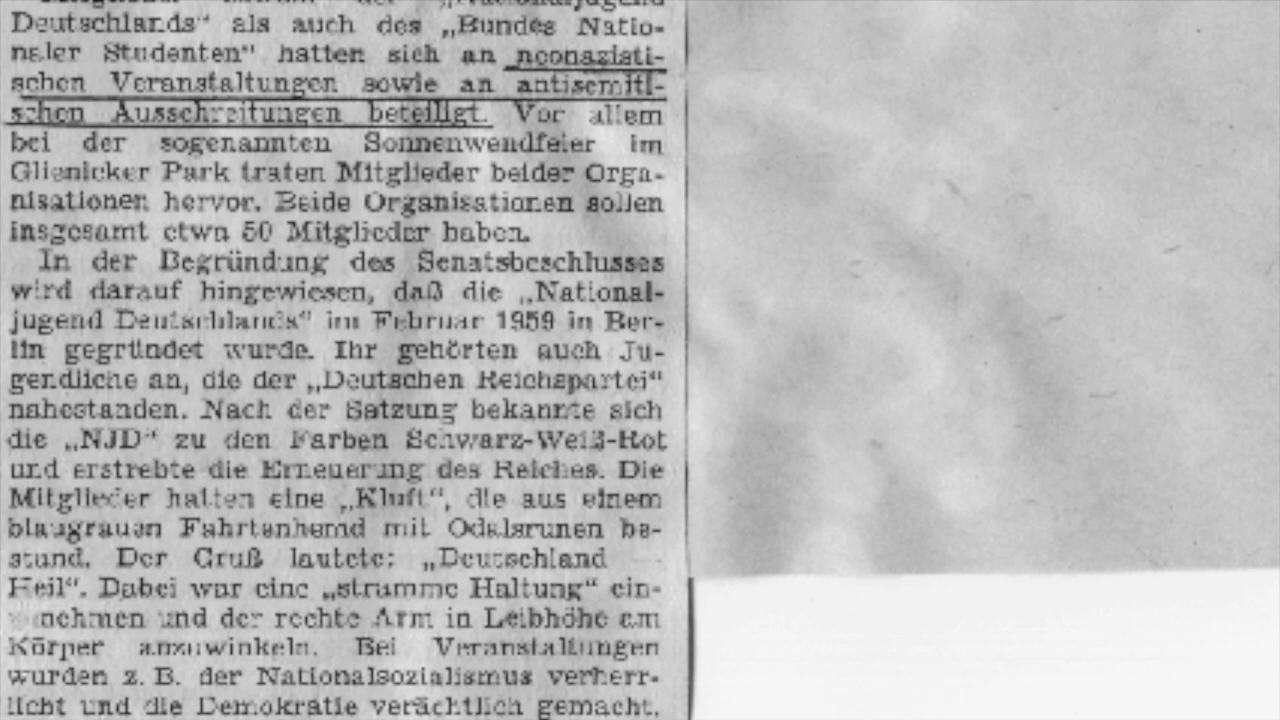 Deutschlands“ als auch des „Bundes Natio-
naler Studenten“ hatten sich an neonazisti-
schen Veranstaltungen sowie an antisemiti-
schen Ausschreitungen beteiligt. Vor allem
bei der sogenannten Sonnenwendfeier im
Glienicker Park traten Mitglieder beider Orga-
nisationen hervor. Beide Organisationen sollen
insgesamt etwa 50 Mitglieder haben.
In der Begründung des Senatsbeschlusses
wird darauf hingewiesen, daß die „National-
jugend Deutschlands“ im Februar 1959 in Ber-
lin gegründet wurde. Ihr gehörten auch Ju-
gendliche an, die der „Deutschen Reichspartei“
nahestanden. Nach der Satzung bekannte sich
die „NJD“ zu den Farben Schwarz-Weiß-Rot
und erstrebte die Erneuerung des Reiches. Die
Mitglieder hatten eine „Kluft“, die aus einem
blaugrauen Fahrtenhemd mit Odalsrunen be-
stand. Der Gruß lautete: „Deutschland
Heil“. Dabei war eine „stramme Haltung“ ein-
zunehmen und der rechte Arm in Leibhöhe am
Körper anzuwinkeln. Bei Veranstaltungen
wurden z. B. der Nationalsozialismus verherr-
licht und die Demokratie verächtlich gemacht.